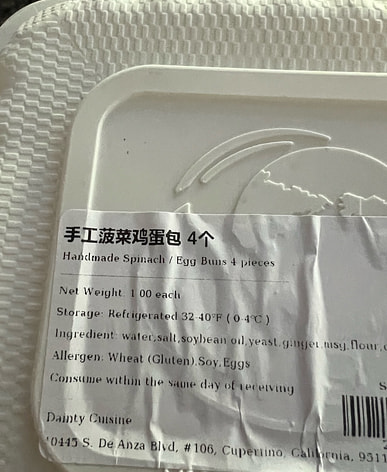 手工菠菜鸡蛋包 4个
Handmade Spinach / Egg Buns 4 pieces
Net Weight: 1.00 each
Storage: Refrigerated 32-40°F ( 0-4°C )
Ingredient: water,salt,soybean oil,yeast,ginger,msg,flour,
Allergen: Wheat (Gluten),Soy,Eggs
Consume within the same day of receiving
Dainty Cuisine
10445 S. De Anza Blvd, #106, Cupertino, California, 9511